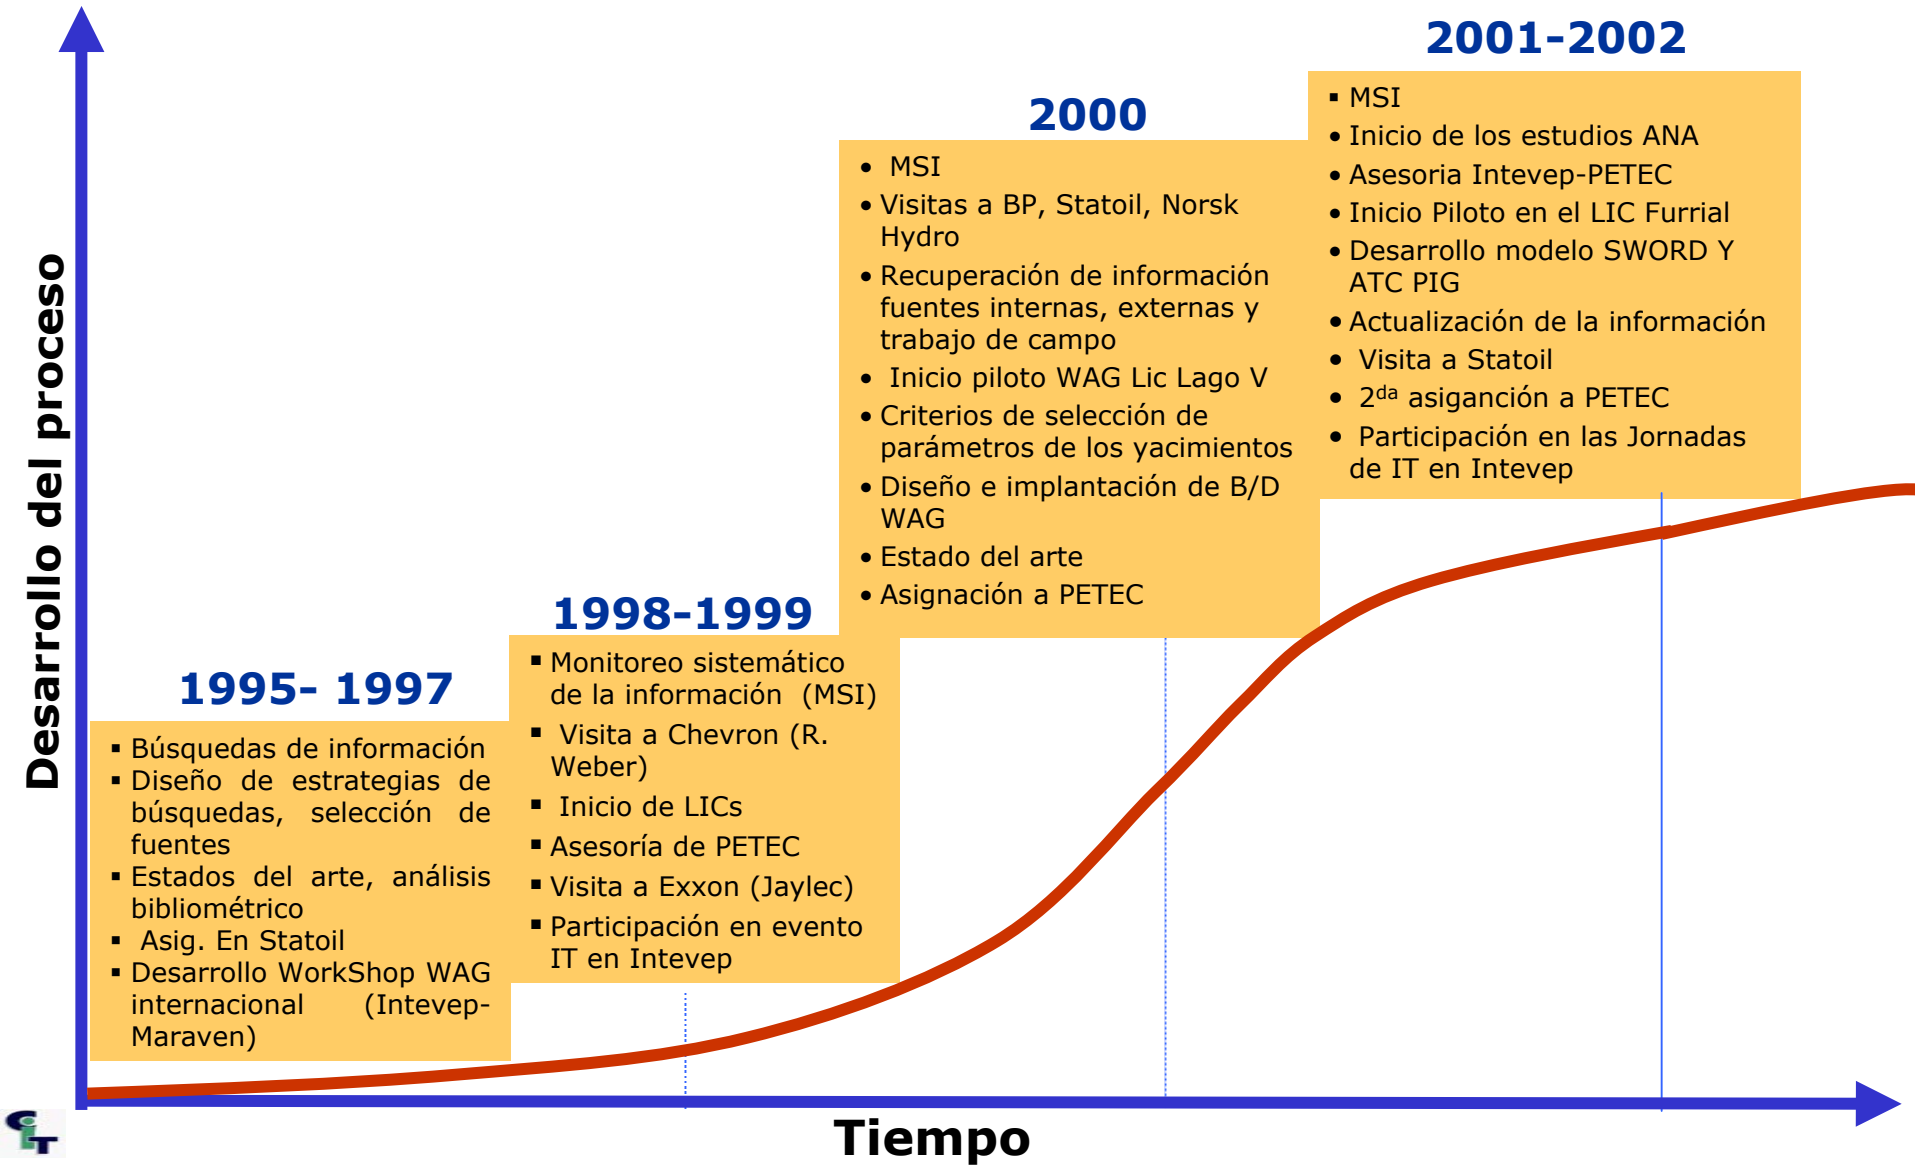 Desarrollo del proceso
1995- 1997
▪ Búsquedas de información
▪ Diseño de estrategias de
búsquedas, selección de
fuentes
▪ Estados del arte, análisis
bibliométrico
▪ Asig. En Statoil
▪ Desarrollo WorkShop WAG
internacional (Intevep-
Maraven)
1998-1999
▪ Monitoreo sistemático
de la información (MSI)
▪ Visita a Chevron (R.
Weber)
▪ Inicio de LICs
▪ Asesoría de PETEC
▪ Visita a Exxon (Jaylec)
▪ Participación en evento
IT en Intevep
2000
• MSI
• Visitas a BP, Statoil, Norsk
Hydro
• Recuperación de información
fuentes internas, externas y
trabajo de campo
• Inicio piloto WAG Lic Lago V
• Criterios de selección de
parámetros de los yacimientos
• Diseño e implantación de B/D
WAG
• Estado del arte
• Asignación a PETEC
2001-2002
▪ MSI
• Inicio de los estudios ANA
• Asesoria Intevep-PETEC
• Inicio Piloto en el LIC Furrial
• Desarrollo modelo SWORD Y
ATC PIG
• Actualización de la información
• Visita a Statoil
• 2da asiganción a PETEC
• Participación en las Jornadas
de IT en Intevep
Tiempo